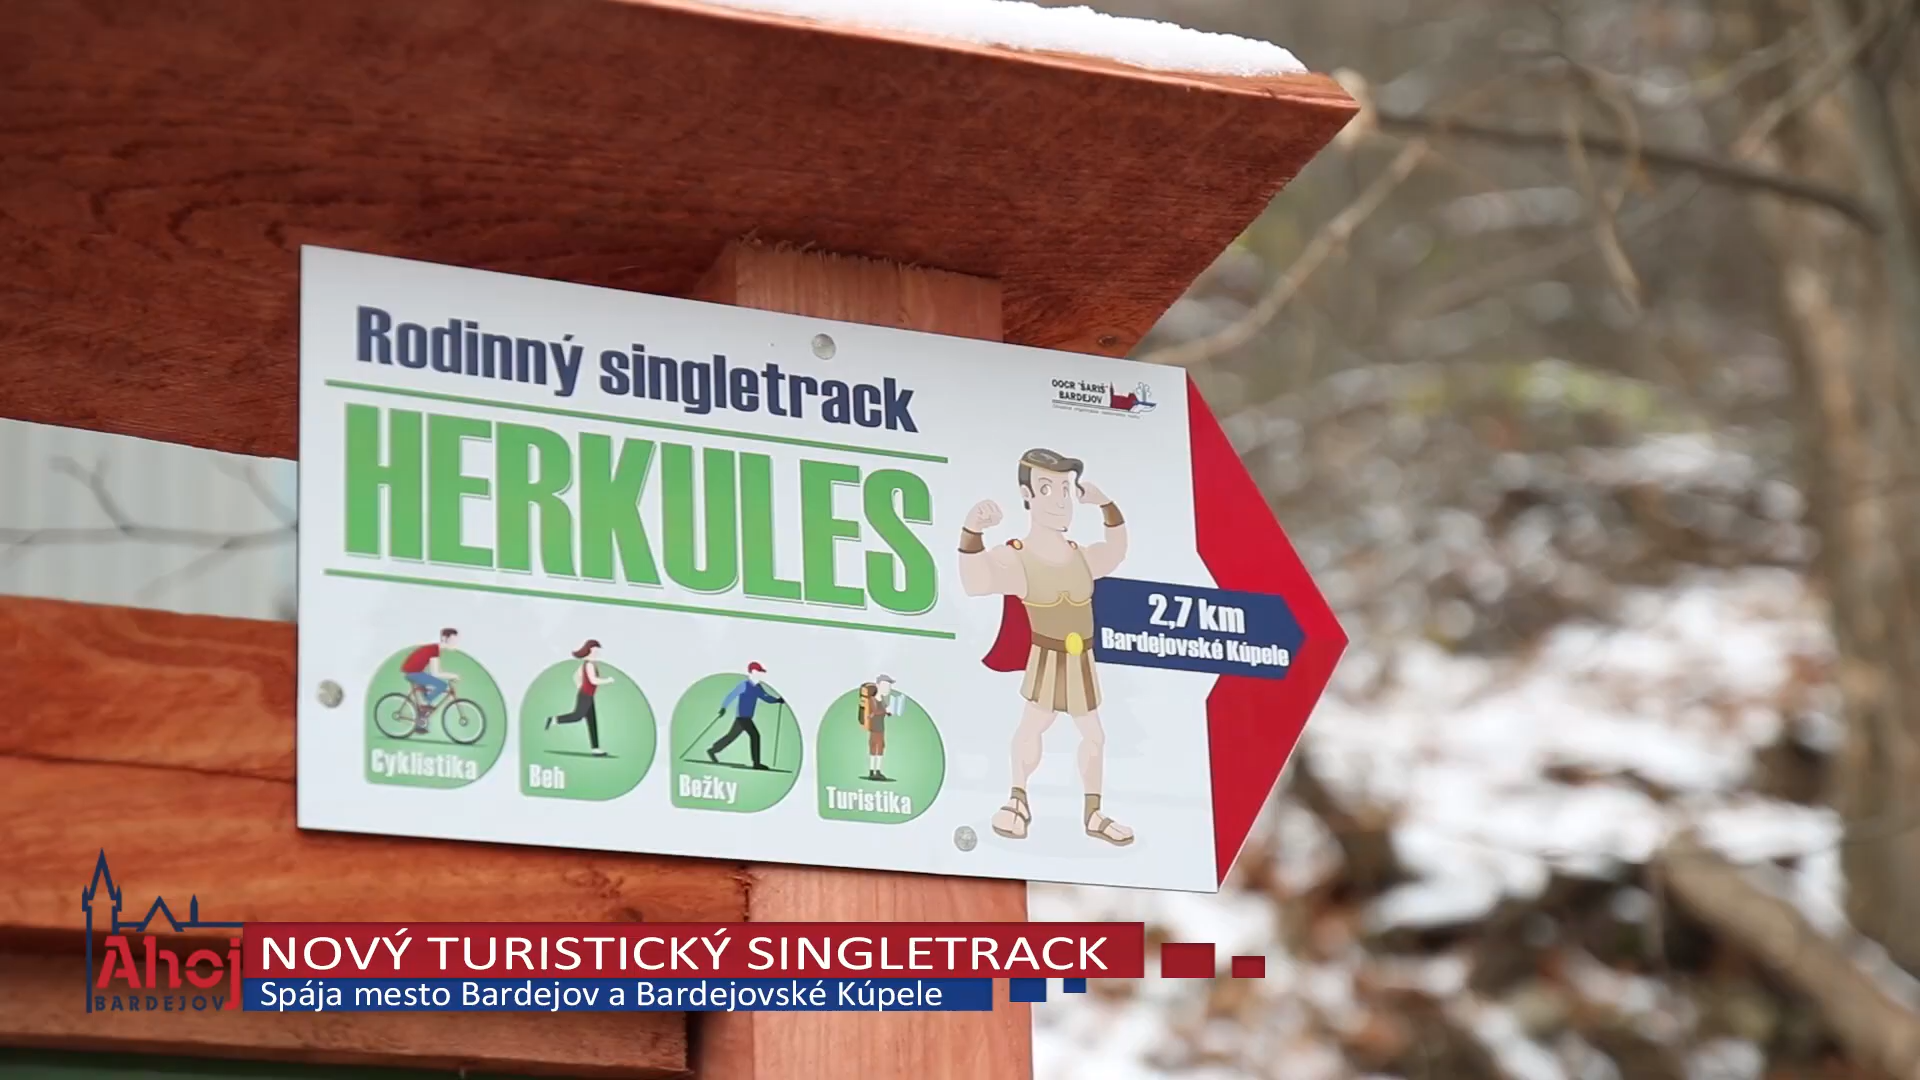 Rodinný singletrack
HERKULES
OOCR "ŠARIŠ"
BARDEJOV
2,7 km
Bardejovské Kúpele
Cyklistika
Beh
Bežky
Turistika
Ahoj
BARDEJOV
NOVÝ TURISTICKÝ SINGLETRACK
Spája mesto Bardejov a Bardejovské Kúpele